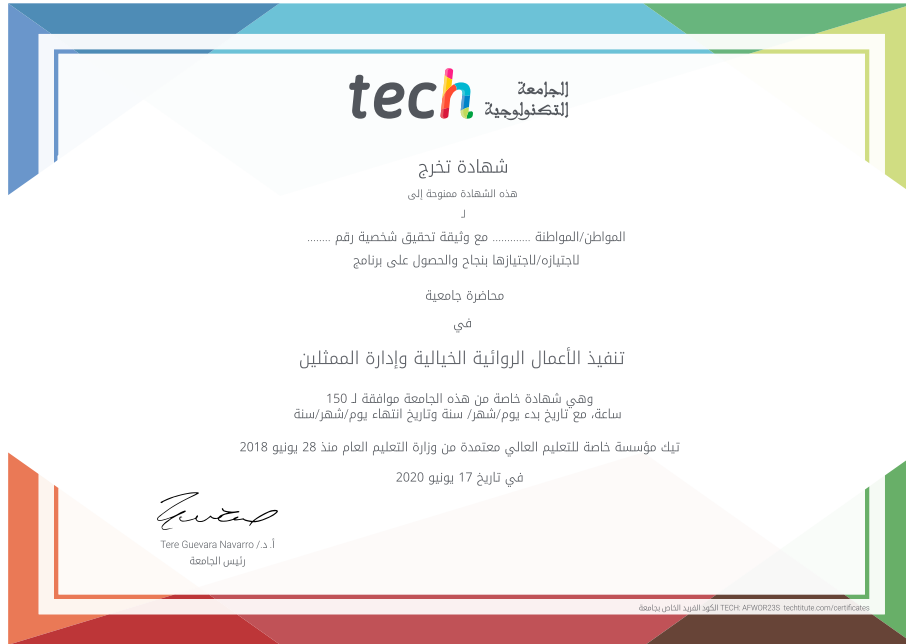 tech الجامعة
التكنولوجية
شهادة تخرج
هذه الشهادة ممنوحة إلى
لـ
المواطن/المواطنة ............. مع وثيقة تحقيق شخصية رقم ........
لاجتيازه/لاجتيازها بنجاح والحصول على برنامج
محاضرة جامعية
في
تنفيذ الأعمال الروائية الخيالية وإدارة الممثلين
وهي شهادة خاصة من هذه الجامعة موافقة لـ 150
ساعة، مع تاريخ بدء يوم/شهر/ سنة وتاريخ انتهاء يوم/شهر/سنة
تيك مؤسسة خاصة للتعليم العالي معتمدة من وزارة التعليم العام منذ 28 يونيو 2018
في تاريخ 17 يونيو 2020
أ. د./ Tere Guevara Navarro
رئيس الجامعة
الكود الفريد الخاص بجامعة TECH: AFWOR23S techtitute.com/certificates